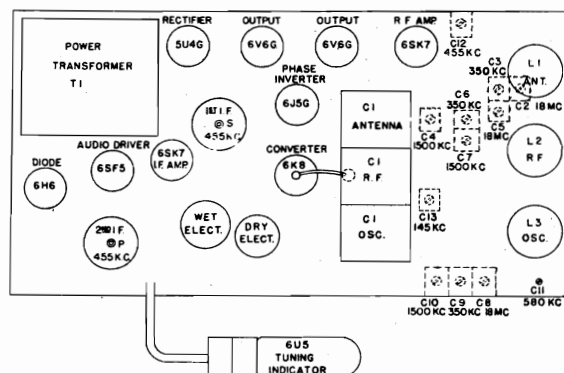 RECTIFIER
5U4G
OUTPUT
6V6G
OUTPUT
6V6G
R F AMP.
6SK7
C12
455KC
POWER
TRANSFORMER
T1
C3
350KC
L1
ANT.
C2 18MC
PHASE
INVERTER
6J5G
C6
350KC
C5
18MC
1ST I.F.
S
455KC.
C1
ANTENNA
C4
1500KC
C7
1500KC
L2
R F
AUDIO DRIVER
6SF5
6SK7
I.F. AMP.
CONVERTER
6K8
C1
R.F.
DIODE
6H6
C13
145KC
2ND I F.
P
455KC.
WET
ELECT.
DRY
ELECT.
C1
OSC.
L3
OSC.
C10
1500KC
C9
350KC
C8
18MC
C11
580 KC
6U5
TUNING
INDICATOR